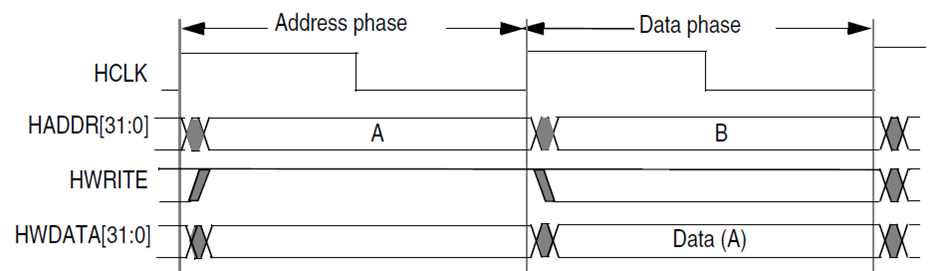 Address phase Data phase
HCLK
HADDR[31:0] A B
HWRITE
HWDATA[31:0] Data (A)